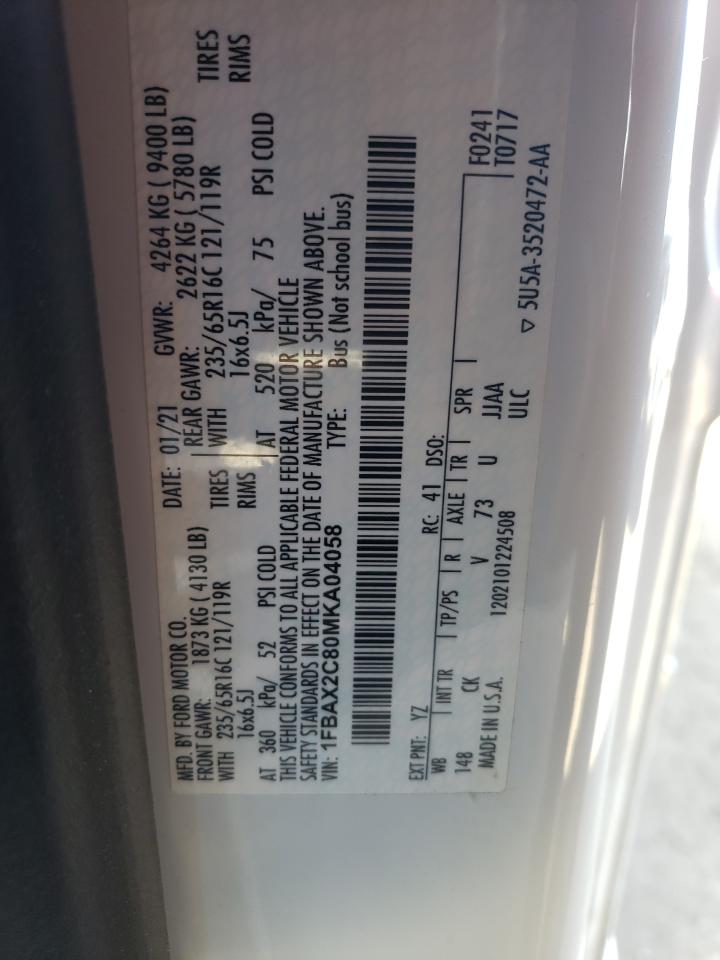 MFD. BY FORD MOTOR CO.
DATE: 01/21 GVWR: 4264 KG ( 9400 LB)
FRONT GAWR: 1873 KG ( 4130 LB) REAR GAWR: 2622 KG ( 5780 LB)
WITH 235/65R16C 121/119R TIRES WITH 235/65R16C 121/119R TIRES
16x6.5J RIMS 16x6.5J RIMS
AT 360 kPa/ 52 PSI COLD AT 520 kPa/ 75 PSI COLD
THIS VEHICLE CONFORMS TO ALL APPLICABLE FEDERAL MOTOR VEHICLE
SAFETY STANDARDS IN EFFECT ON THE DATE OF MANUFACTURE SHOWN ABOVE.
VIN: 1FBAX2C80MKA04058 TYPE: Bus (Not school bus)
EXT PNT: YZ RC: 41 DSO:
WB INT TR TP/PS R AXLE TR SPR F0241
148 CK V 73 U JJAA T0717
MADE IN U.S.A. 1202101224508 ULC
▽ 5U5A-3520472-AA